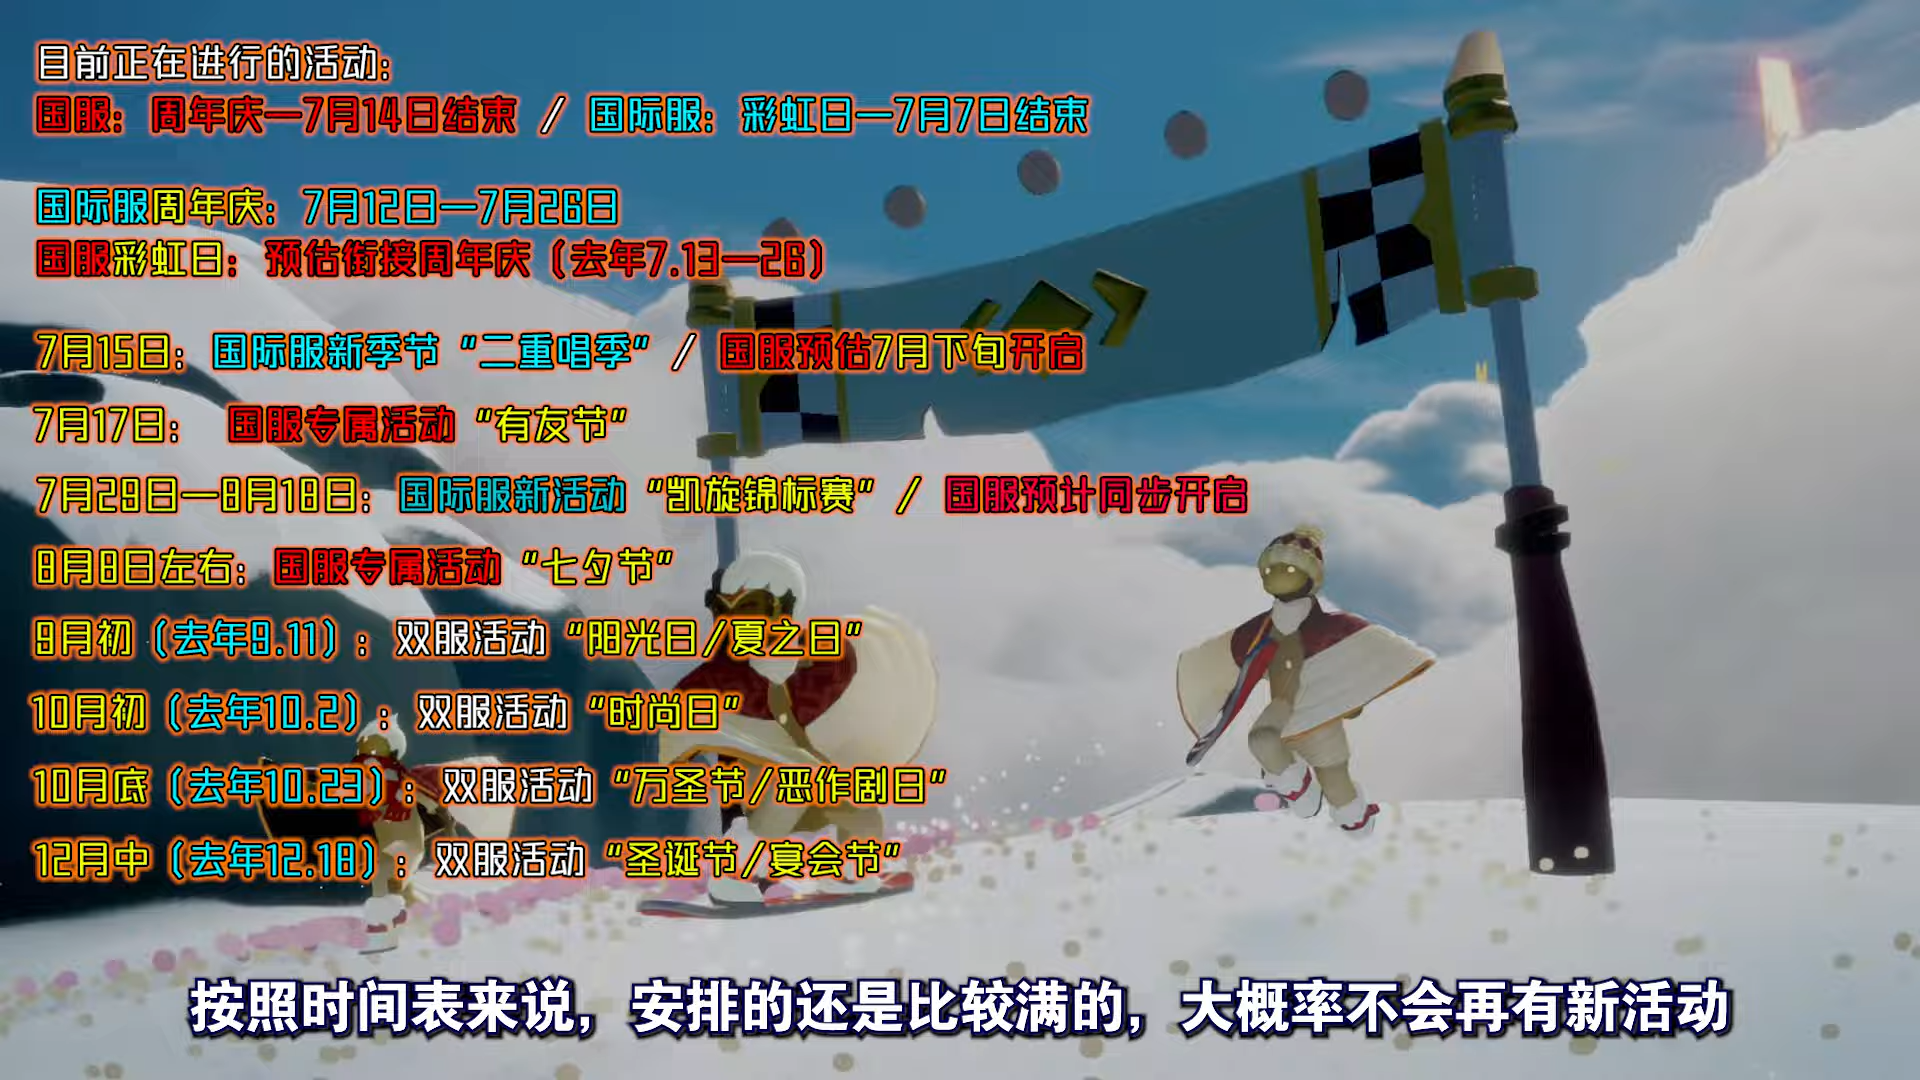 目前正在进行的活动：
国服：周年庆—7月14日结束 / 国际服：彩虹日—7月7日结束
国际服周年庆：7月12日—7月26日
国服彩虹日：预估衔接周年庆（去年7.13—26）
7月15日：国际服新季节“二重唱季” / 国服预估7月下旬开启
7月17日： 国服专属活动“有友节”
7月29日—8月18日：国际服新活动“凯旋锦标赛” / 国服预计同步开启
8月8日左右：国服专属活动“七夕节”
9月初（去年9.11）：双服活动“阳光日/夏之日”
10月初（去年10.2）：双服活动“时尚日”
10月底（去年10.23）：双服活动“万圣节/恶作剧日”
12月中（去年12.18）：双服活动“圣诞节/宴会节”
按照时间表来说，安排的还是比较满的，大概率不会再有新活动